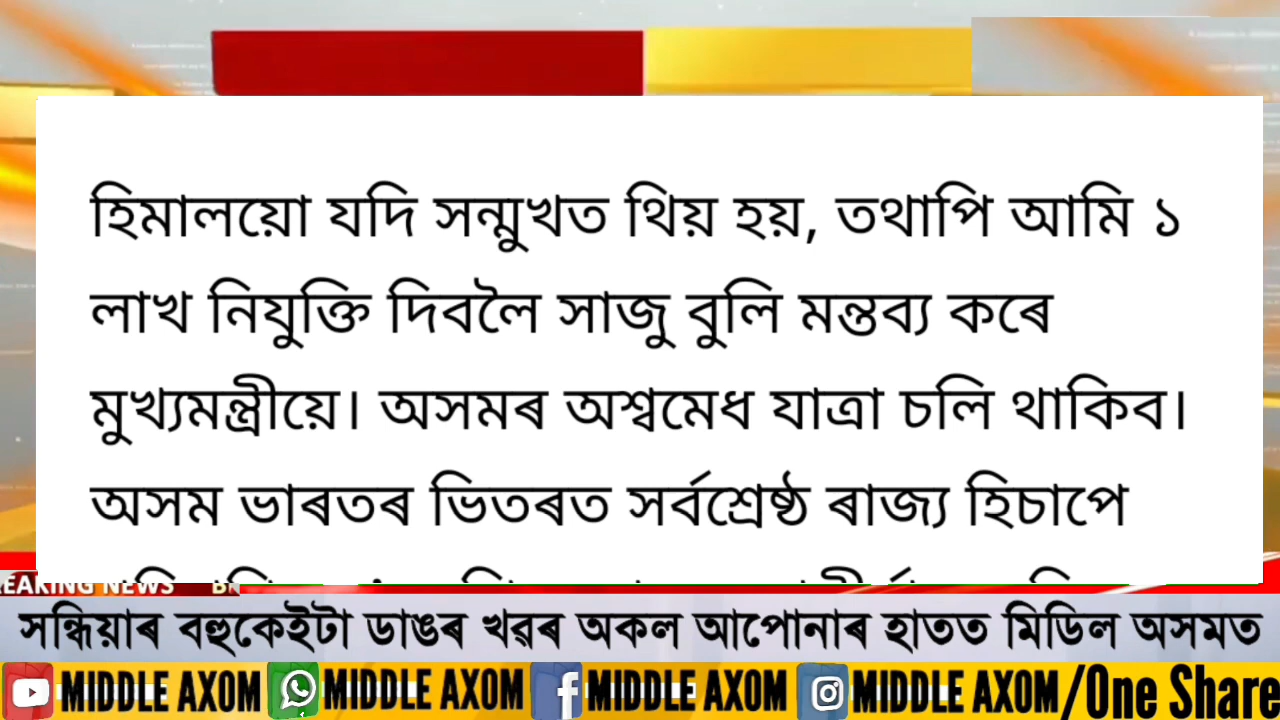 হিমালয়ো যদি সন্মুখত থিয় হয়, তথাপি আমি ১
লাখ নিযুক্তি দিবলৈ সাজু বুলি মন্তব্য কৰে
মুখ্যমন্ত্ৰীয়ে। অসমৰ অশ্বমেধ যাত্ৰা চলি থাকিব।
অসম ভাৰতৰ ভিতৰত সৰ্বশ্ৰেষ্ঠ ৰাজ্য হিচাপে
EAKING NEWS
সন্ধিয়াৰ বহুকেইটা ডাঙৰ খৱৰ অকল আপোনাৰ হাতত মিডিল অসমত
MIDDLE AXOM MIDDLE AXOM MIDDLE AXOM MIDDLE AXOM/One Share